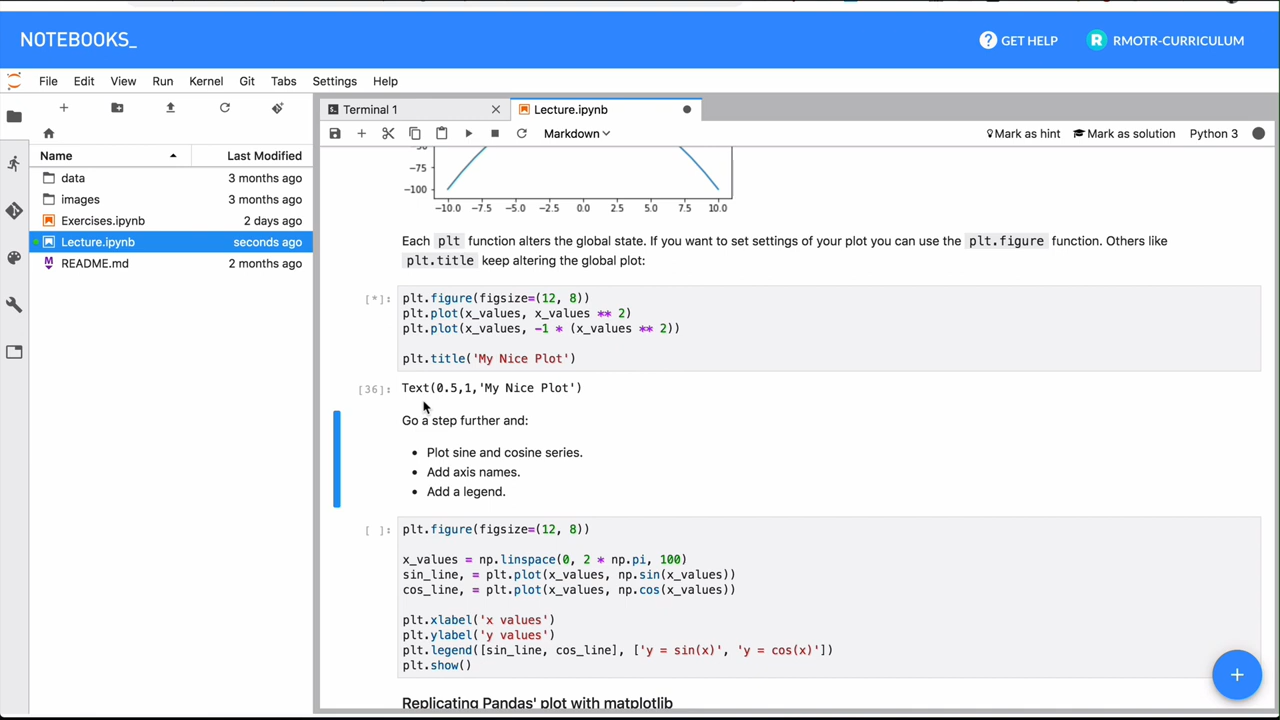 NOTEBOOKS_
? GET HELP
R RMOTR-CURRICULUM
File Edit View Run Kernel Git Tabs Settings Help
Terminal 1
Lecture.ipynb
Markdown
Mark as hint
Mark as solution
Python 3
Name
Last Modified
data 3 months ago
images 3 months ago
Exercises.ipynb 2 days ago
Lecture.ipynb seconds ago
README.md 2 months ago
−75
−100
−10.0 −7.5 −5.0 −2.5 0.0 2.5 5.0 7.5 10.0
Each plt function alters the global state. If you want to set settings of your plot you can use the plt.figure function. Others like
plt.title keep altering the global plot:
[*]: plt.figure(figsize=(12, 8))
plt.plot(x_values, x_values ** 2)
plt.plot(x_values, -1 * (x_values ** 2))
plt.title('My Nice Plot')
[36]: Text(0.5,1,'My Nice Plot')
Go a step further and:
• Plot sine and cosine series.
• Add axis names.
• Add a legend.
[ ]: plt.figure(figsize=(12, 8))
x_values = np.linspace(0, 2 * np.pi, 100)
sin_line, = plt.plot(x_values, np.sin(x_values))
cos_line, = plt.plot(x_values, np.cos(x_values))
plt.xlabel('x values')
plt.ylabel('y values')
plt.legend([sin_line, cos_line], ['y = sin(x)', 'y = cos(x)'])
plt.show()
Replicating Pandas' plot with matplotlib